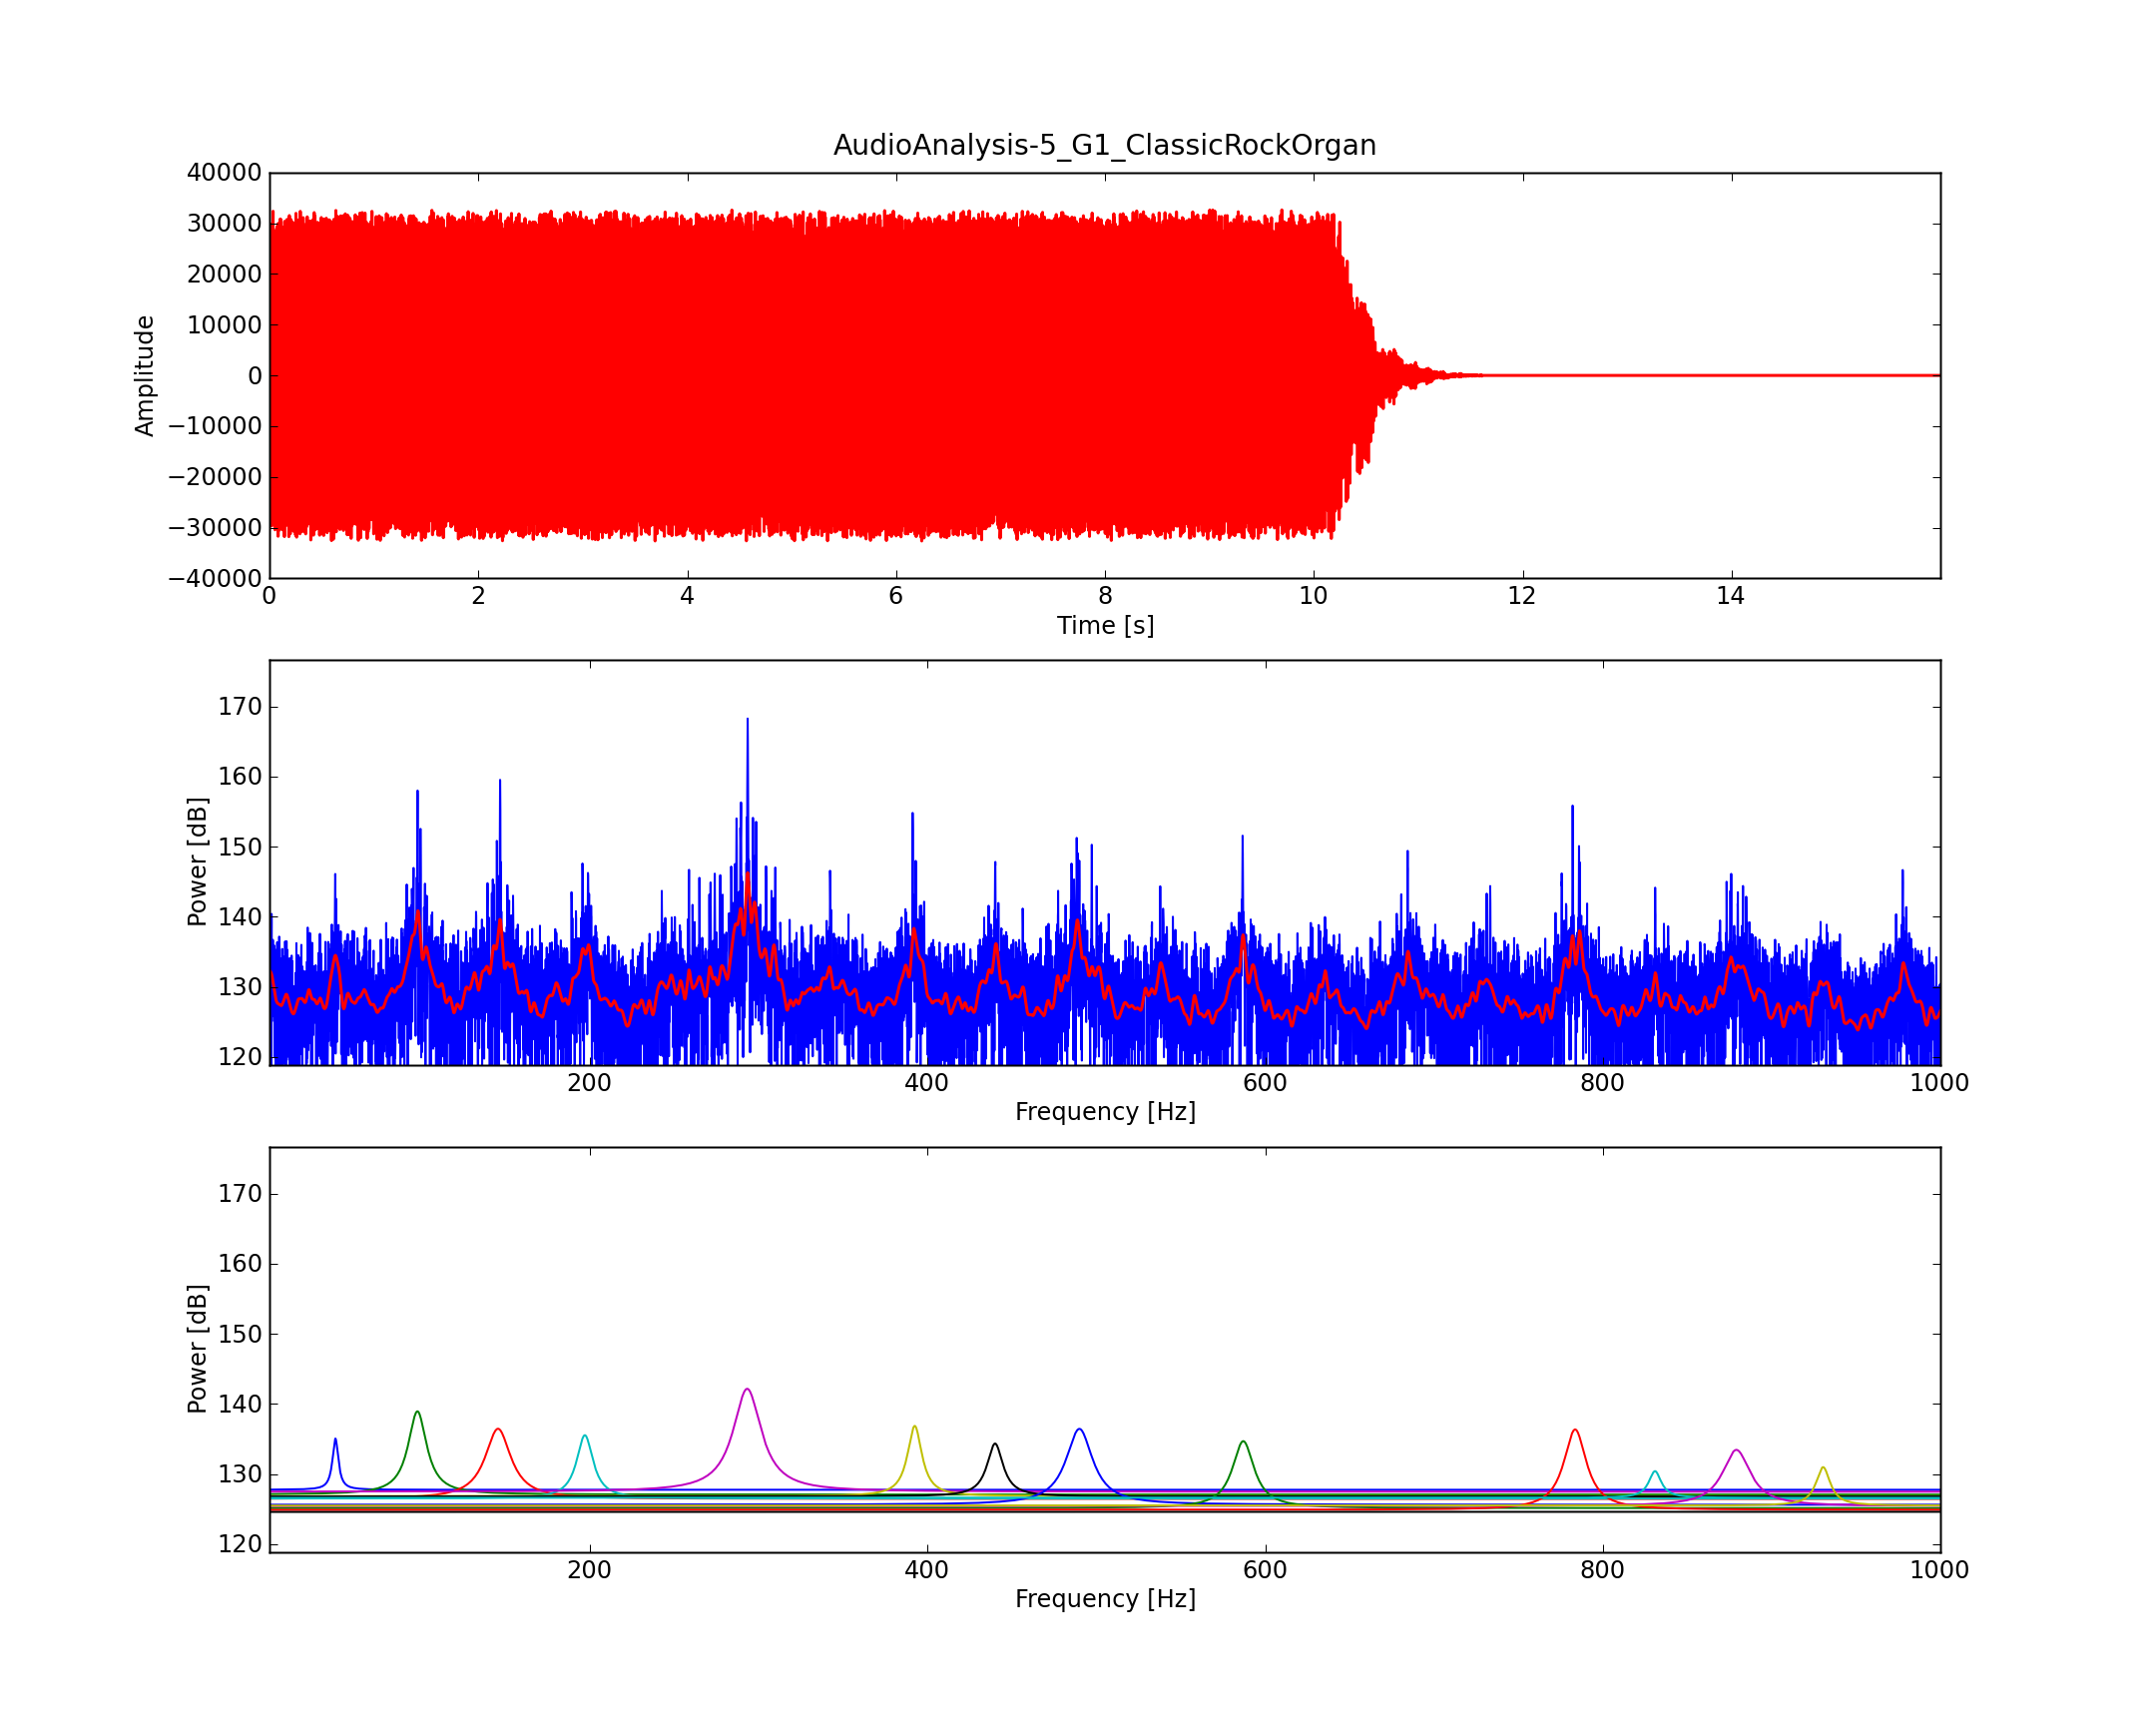 AudioAnalysis-5_G1_ClassicRockOrgan
40000
30000
20000
10000
0
−10000
−20000
−30000
−40000
Amplitude
0 2 4 6 8 10 12 14
Time [s]
170
160
150
140
130
120
Power [dB]
200 400 600 800 1000
Frequency [Hz]
170
160
150
140
130
120
Power [dB]
200 400 600 800 1000
Frequency [Hz]